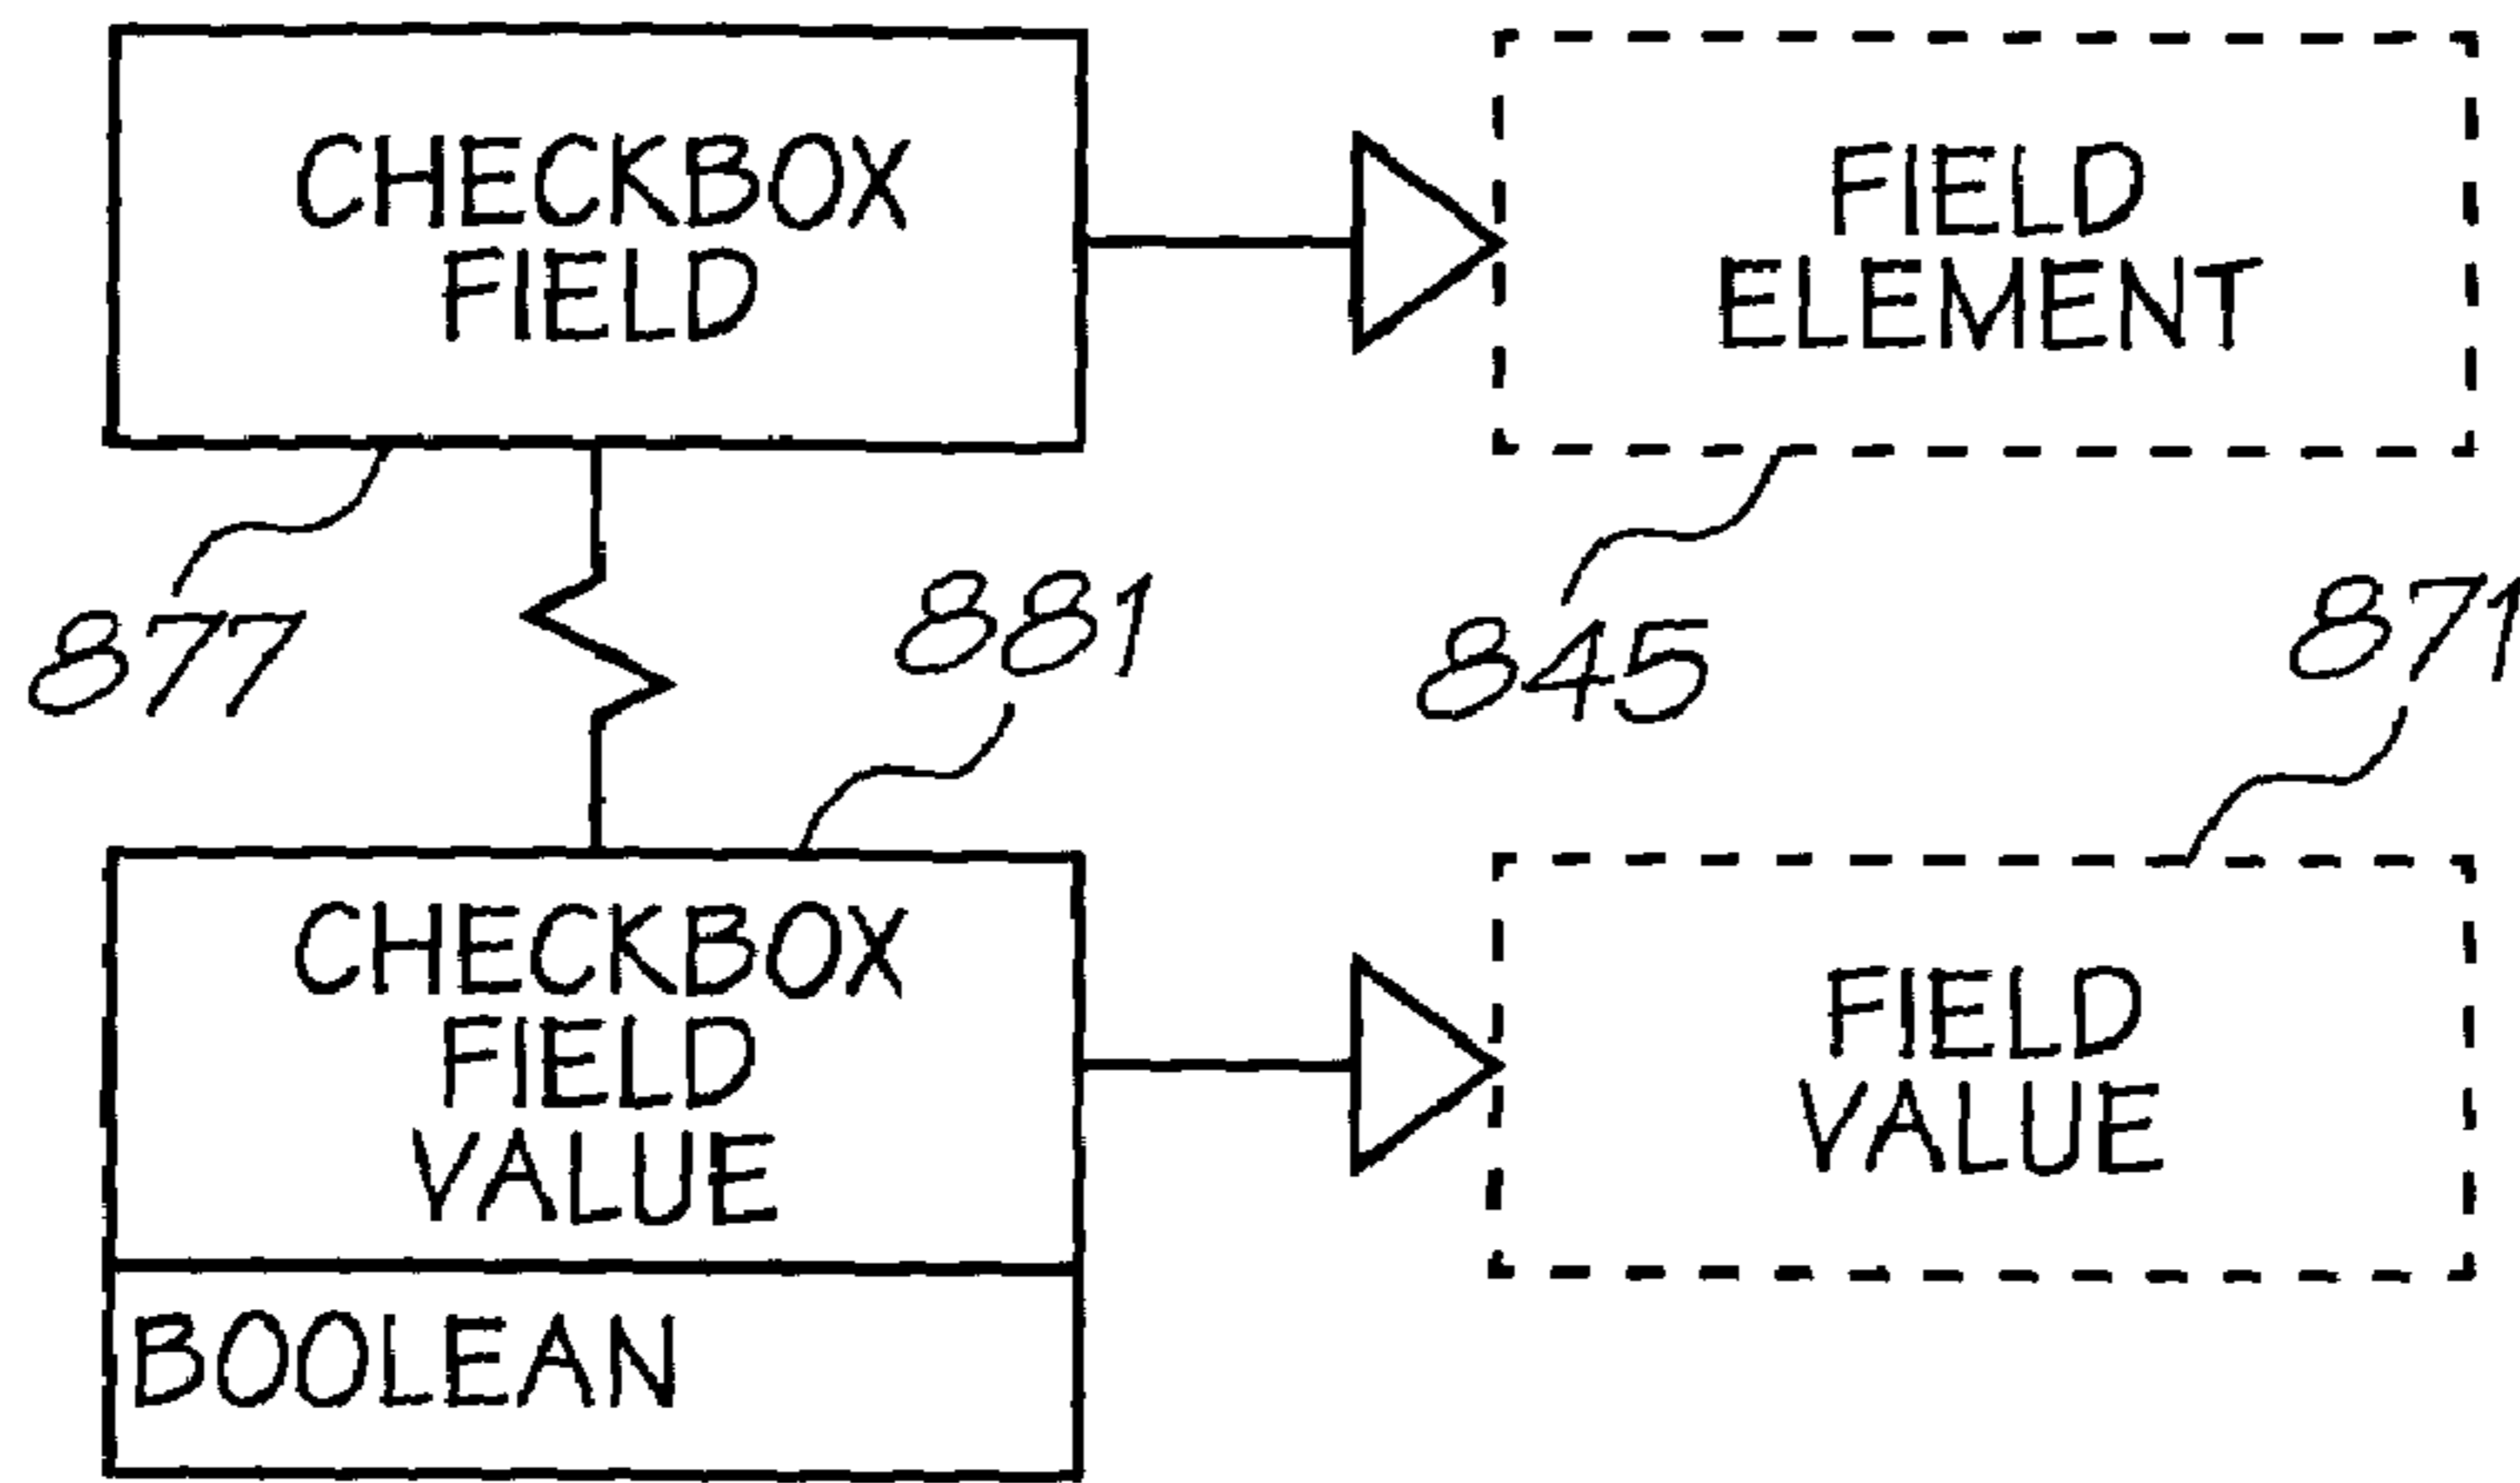 CHECKBOX
FIELD
FIELD
ELEMENT
877
881
845
871
CHECKBOX
FIELD
VALUE
BOOLEAN
FIELD
VALUE